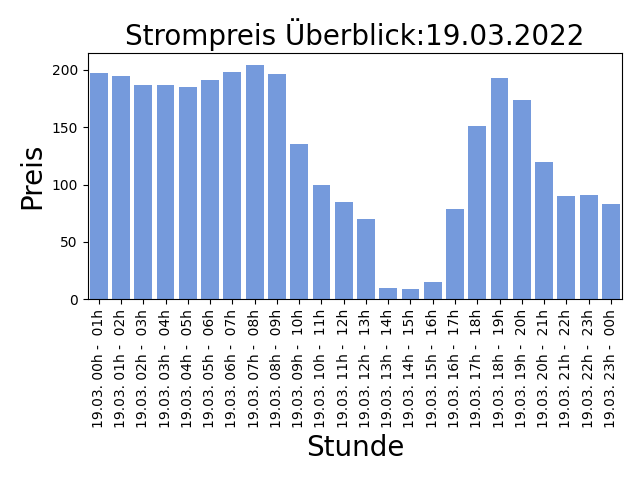 Strompreis Überblick:19.03.2022
Preis
200
150
100
50
0
19.03. 00h -  01h
19.03. 01h -  02h
19.03. 02h -  03h
19.03. 03h -  04h
19.03. 04h -  05h
19.03. 05h -  06h
19.03. 06h -  07h
19.03. 07h -  08h
19.03. 08h -  09h
19.03. 09h -  10h
19.03. 10h -  11h
19.03. 11h -  12h
19.03. 12h -  13h
19.03. 13h -  14h
19.03. 14h -  15h
19.03. 15h -  16h
19.03. 16h -  17h
19.03. 17h -  18h
19.03. 18h -  19h
19.03. 19h -  20h
19.03. 20h -  21h
19.03. 21h -  22h
19.03. 22h -  23h
19.03. 23h -  00h
Stunde